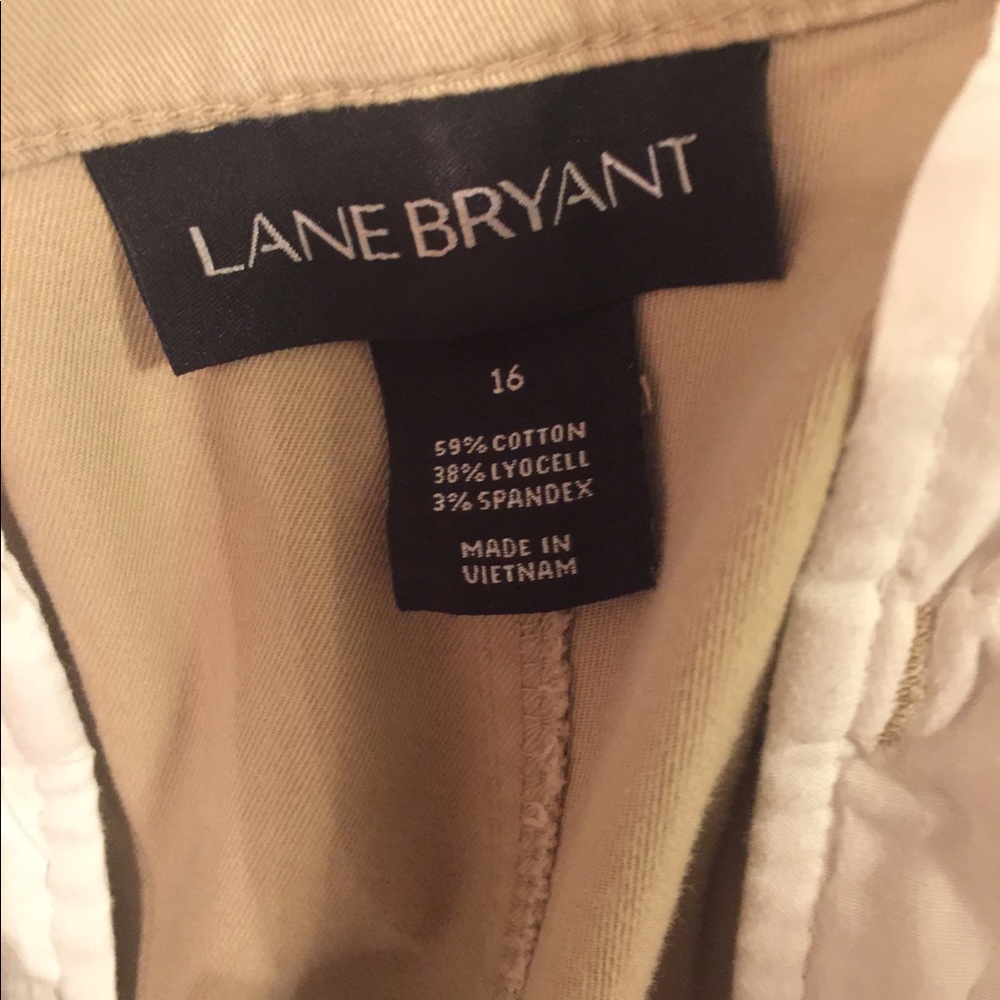 LANE BRYANT
16
59% COTTON
38% LYOCELL
3% SPANDEX
MADE IN
VIETNAM